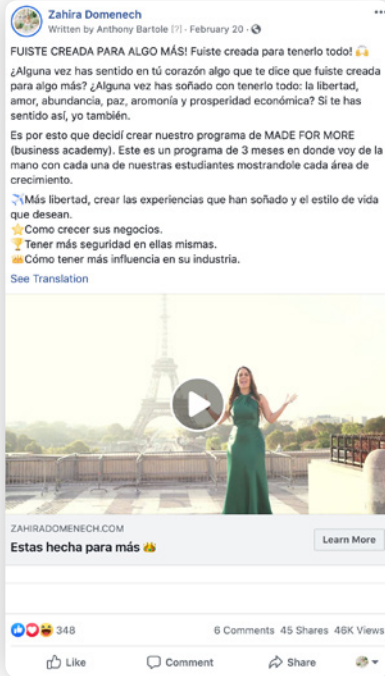 Zahira Domenech
Written by Anthony Bartole [?] · February 20 ·
FUISTE CREADA PARA ALGO MÁS! Fuiste creada para tenerlo todo! 🙌
¿Alguna vez has sentido en tú corazón algo que te dice que fuiste creada
para algo más? ¿Alguna vez has soñado con tenerlo todo: la libertad,
amor, abundancia, paz, aromonía y prosperidad económica? Si te has
sentido así, yo también.
Es por esto que decidí crear nuestro programa de MADE FOR MORE
(business academy). Este es un programa de 3 meses en donde voy de la
mano con cada una de nuestras estudiantes mostrandole cada área de
crecimiento.
✈️Más libertad, crear las experiencias que han soñado y el estilo de vida
que desean.
⭐Como crecer sus negocios.
🏆Tener más seguridad en ellas mismas.
👑Cómo tener más influencia en su industria.
See Translation
ZAHIRADOMENECH.COM
Estas hecha para más 👑
Learn More
348
6 Comments 45 Shares 46K Views
Like Comment Share